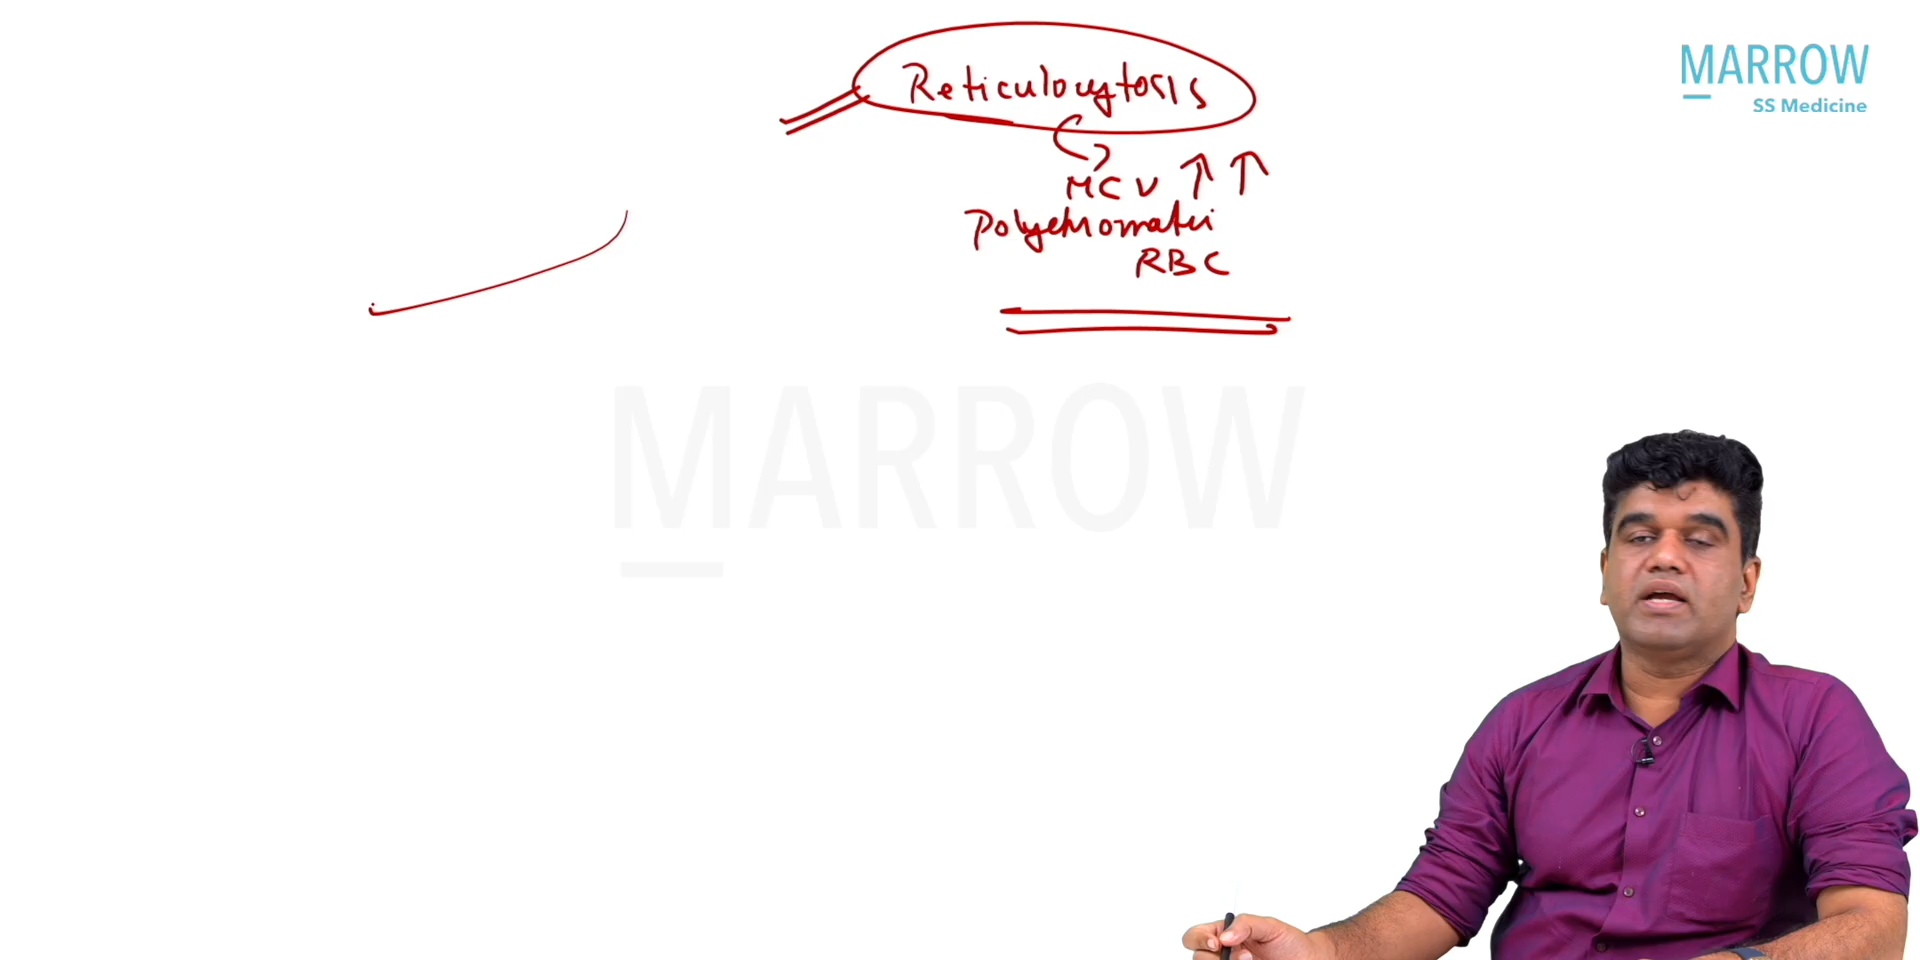 Reticulocytosis
MCV ↑ ↑
Polychromatic
RBC
MARROW
SS Medicine
MARROW